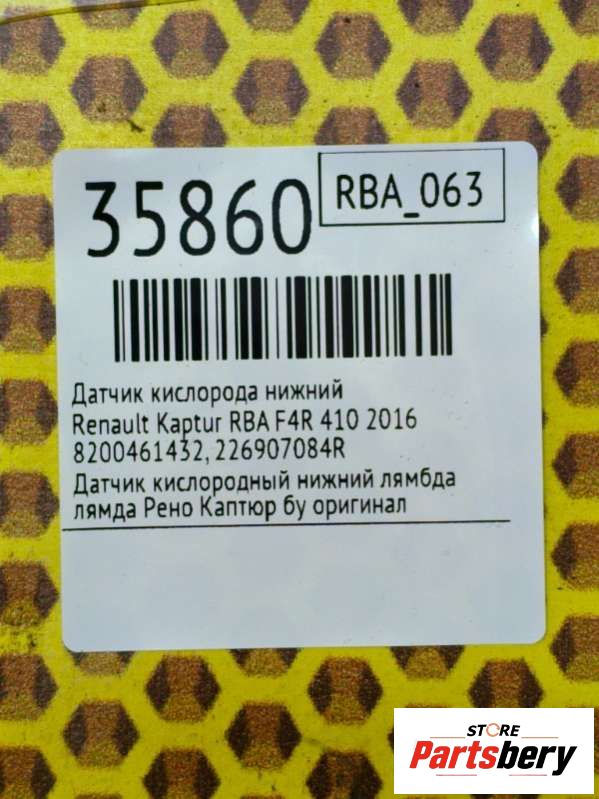 35860
RBA_063
Датчик кислорода нижний
Renault Kaptur RBA F4R 410 2016
8200461432, 226907084R
Датчик кислородный нижний лямбда
лямда Рено Каптюр бу оригинал
STORE
Partsbery